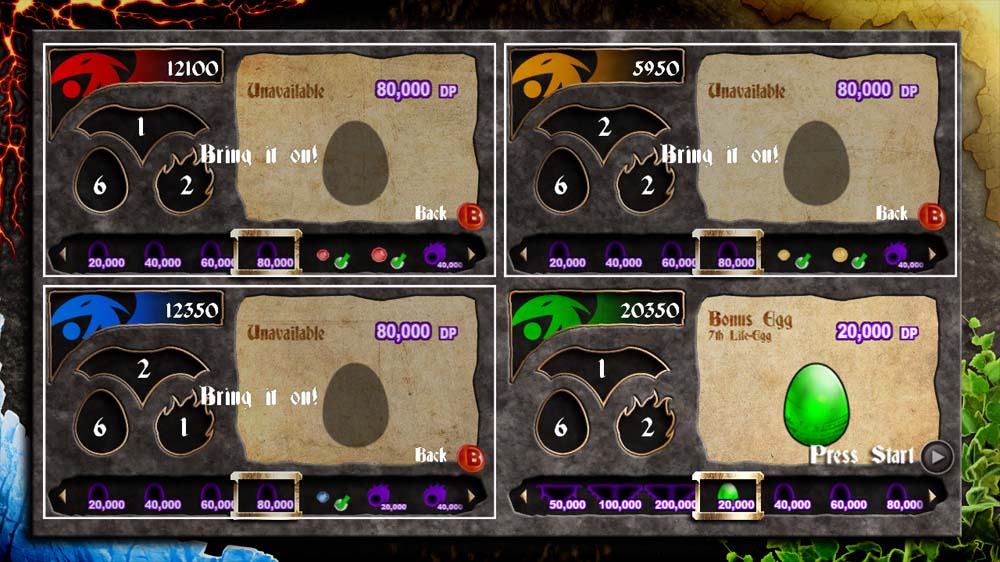 12100
Unavailable 80,000 DP
1
6 2
Bring it on!
Back B
20,000 40,000 60,000 80,000 40,000
5950
Unavailable 80,000 DP
2
6 2
Bring it on!
Back B
20,000 40,000 60,000 80,000 40,000
12350
Unavailable 80,000 DP
2
6 1
Bring it on!
Back B
20,000 40,000 60,000 80,000 20,000 40,000
20350
Bonus Egg 20,000 DP
7th Life-Egg
1
6 2
Press Start
50,000 100,000 200,000 20,000 40,000 60,000 80,000